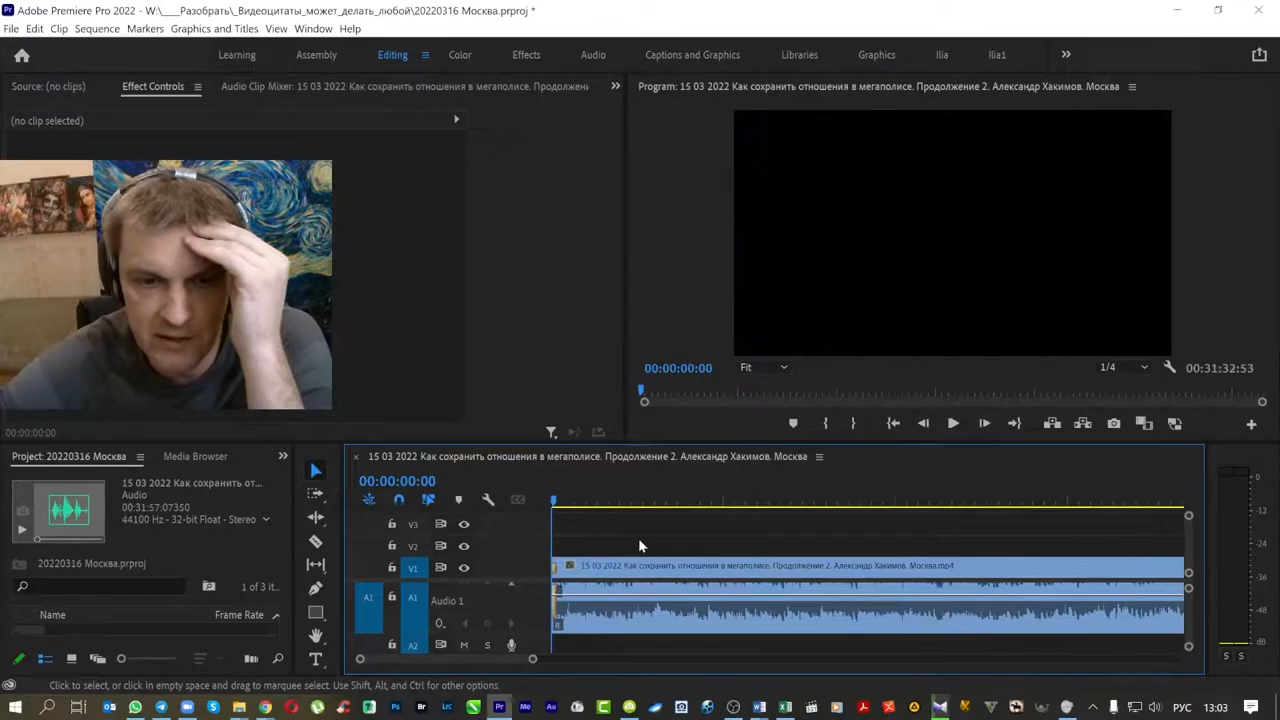 Adobe Premiere Pro 2022 - W:\____Разобрать\_Видеоцитаты_может_делать_любой\20220316 Москва.prproj *
File Edit Clip Sequence Markers Graphics and Titles View Window Help
Learning Assembly Editing Color Effects Audio Captions and Graphics Libraries Graphics Ilia Ilia1
Source: (no clips) Effect Controls Audio Clip Mixer: 15 03 2022 Как сохранить отношения в мегаполисе. Продолжени
Program: 15 03 2022 Как сохранить отношения в мегаполисе. Продолжение 2. Александр Хакимов. Москва
(no clip selected)
00:00:00:00 Fit 1/4 00:31:32:53
00:00:00:00
Project: 20220316 Москва Media Browser
15 03 2022 Как сохранить от...
Audio
00:31:57:07350
44100 Hz - 32-bit Float - Stereo
20220316 Москва.prproj
1 of 3 it...
Name Frame Rate
15 03 2022 Как сохранить отношения в мегаполисе. Продолжение 2. Александр Хакимов. Москва
00:00:00:00
V3
V2
V1 15 03 2022 Как сохранить отношения в мегаполисе. Продолжение 2. Александр Хакимов. Москва.mp4
A1 A1 Audio 1
R
A2 M S
0
-12
-24
-36
-48
dB
S S
Click to select, or click in empty space and drag to marquee select. Use Shift, Alt, and Ctrl for other options.
РУС 13:03